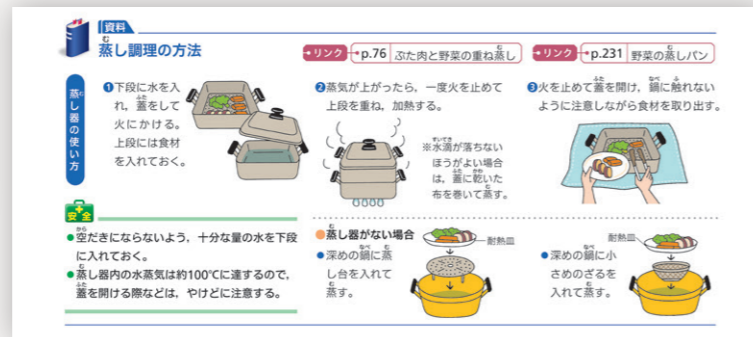 資料
蒸し調理の方法
リンク p.76 ぶた肉と野菜の重ね蒸し
リンク p.231 野菜の蒸しパン
蒸し器の使い方
❶下段に水を入
れ，蓋をして
火にかける。
上段には食材
を入れておく。
❷蒸気が上がったら，一度火を止めて
上段を重ね，加熱する。
※水滴が落ちない
ほうがよい場合
は，蓋に乾いた
布を巻いて蒸す。
❸火を止めて蓋を開け，鍋に触れない
ように注意しながら食材を取り出す。
安全
●空だきにならないよう，十分な量の水を下段
に入れておく。
●蒸し器内の水蒸気は約100℃に達するので，
蓋を開ける際などは，やけどに注意する。
●蒸し器がない場合
●深めの鍋に蒸
し台を入れて
蒸す。
耐熱皿
●深めの鍋に小
さめのざるを
入れて蒸す。
耐熱皿